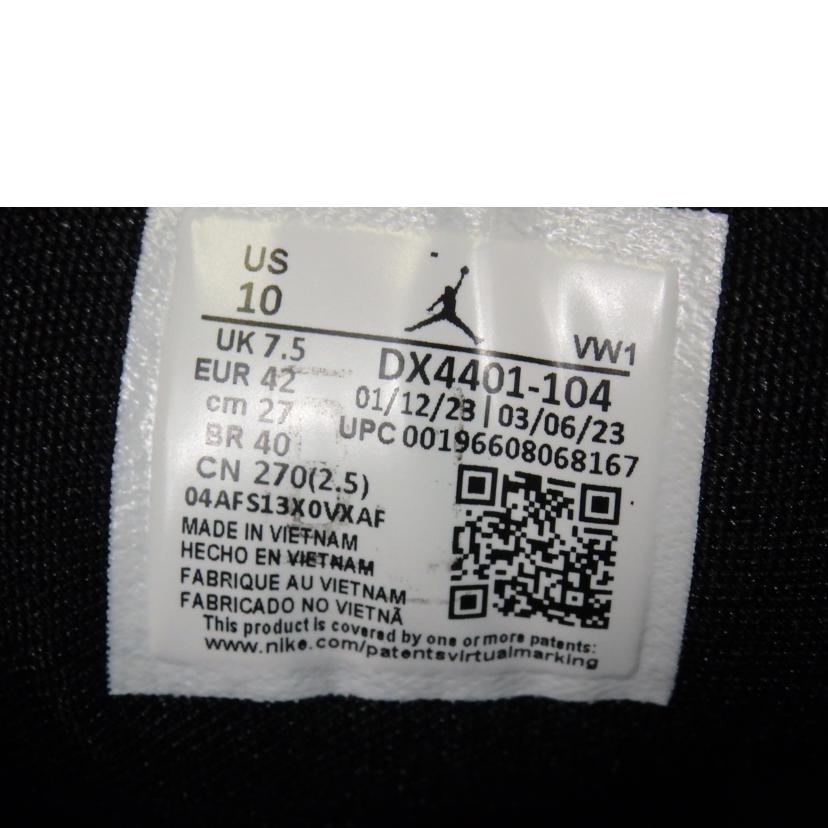 US
10
VW1
UK 7.5
DX4401-104
EUR 42
01/12/23 | 03/06/23
cm 27
UPC 00196608068167
BR 40
CN 270(2.5)
04AFS13X0VXAF
MADE IN VIETNAM
HECHO EN VIETNAM
FABRIQUE AU VIETNAM
FABRICADO NO VIETNÃ
This product is covered by one or more patents:
www.nike.com/patentsvirtualmarking